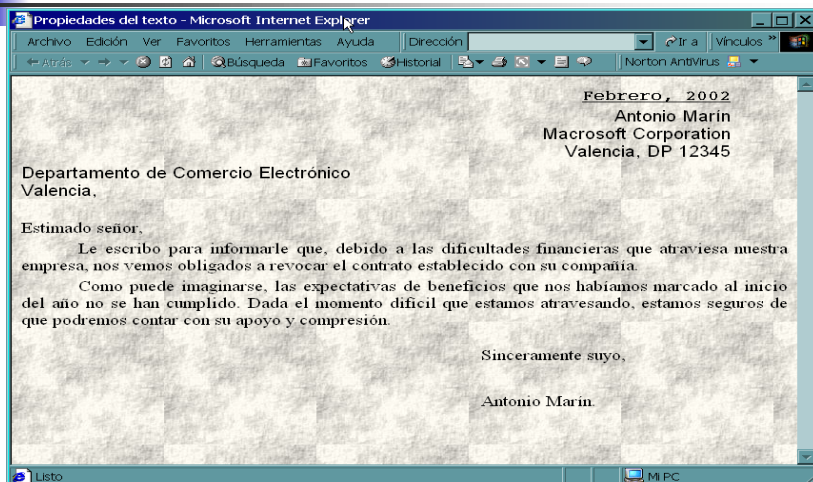 Propiedades del texto - Microsoft Internet Explorer
Archivo Edición Ver Favoritos Herramientas Ayuda Dirección Ir a Vínculos »
Atrás Búsqueda Favoritos Historial Norton AntiVirus
Febrero, 2002
Antonio Marín
Macrosoft Corporation
Valencia, DP 12345
Departamento de Comercio Electrónico
Valencia,
Estimado señor,
Le escribo para informarle que, debido a las dificultades financieras que atraviesa nuestra
empresa, nos vemos obligados a revocar el contrato establecido con su compañía.
Como puede imaginarse, las expectativas de beneficios que nos habíamos marcado al inicio
del año no se han cumplido. Dada el momento difícil que estamos atravesando, estamos seguros de
que podremos contar con su apoyo y compresión.
Sinceramente suyo,
Antonio Marín.
Listo Mi PC